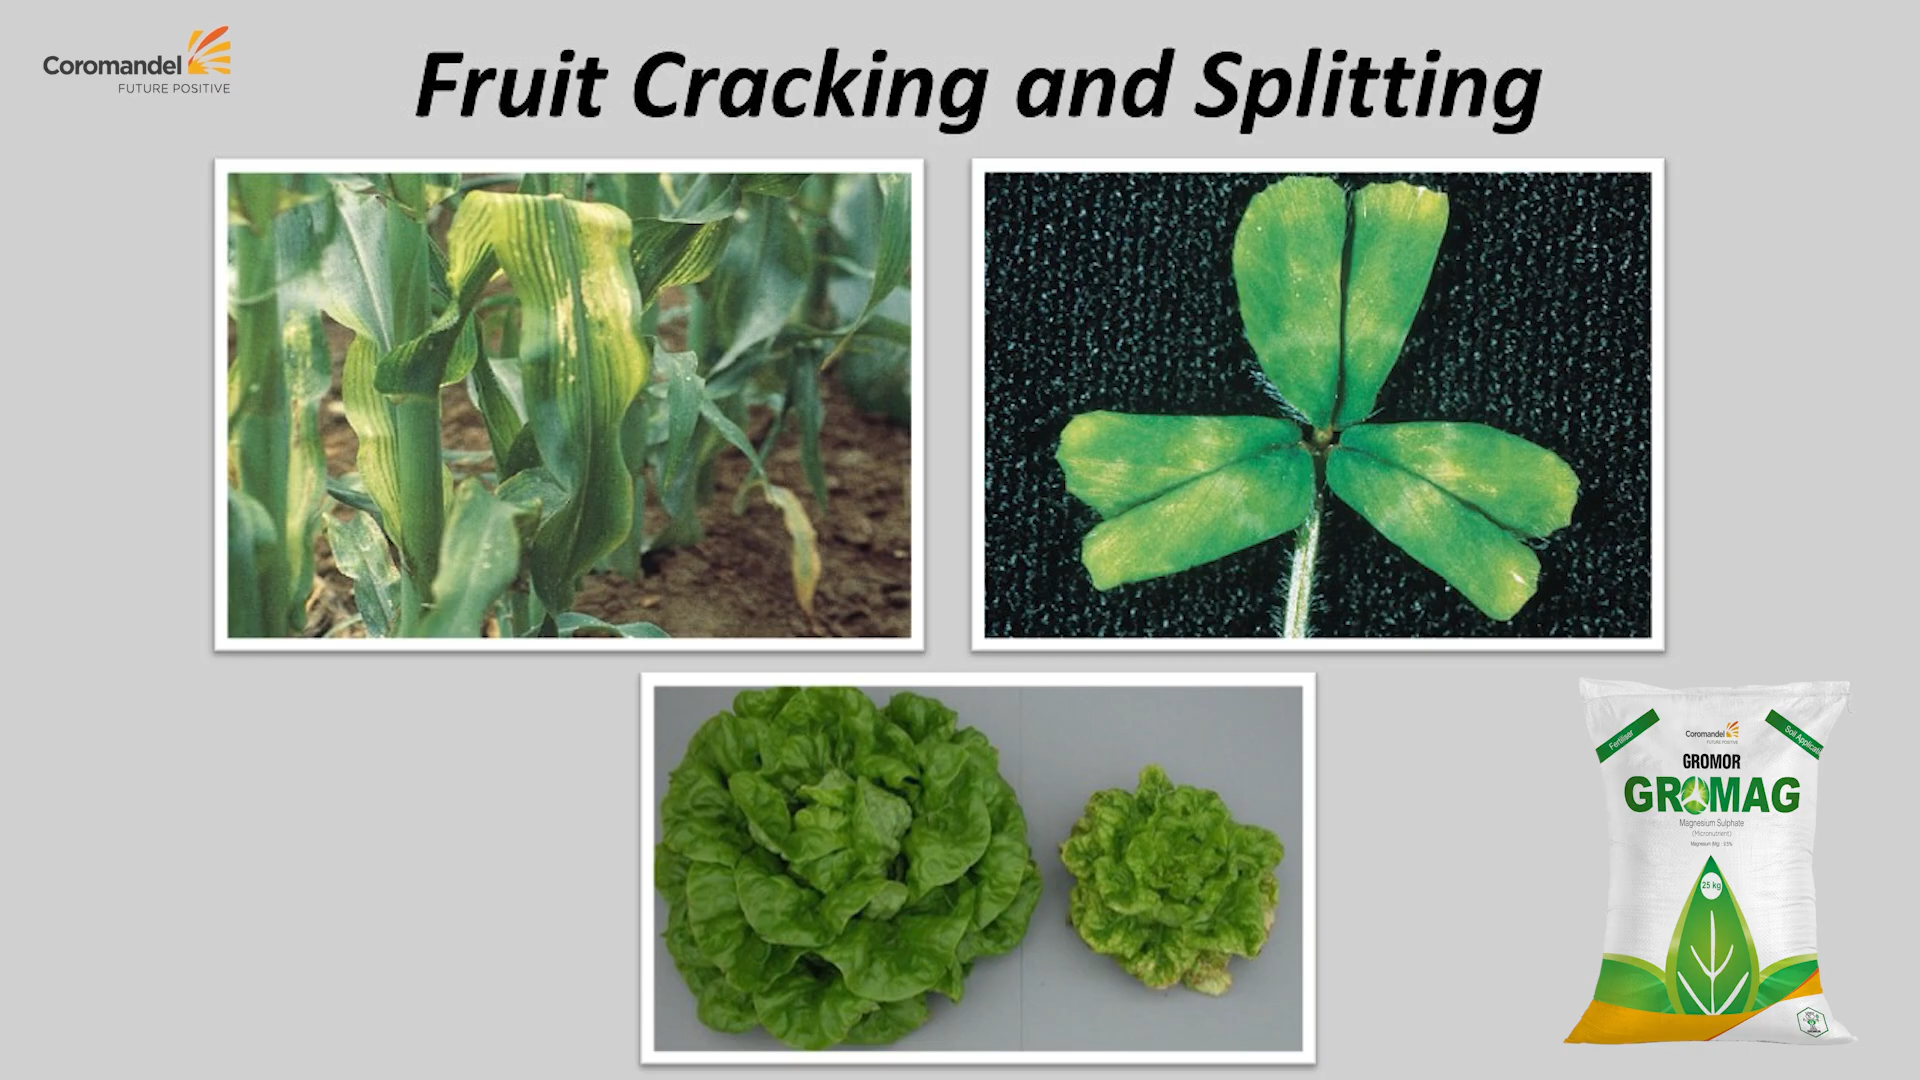 Coromandel
FUTURE POSITIVE
Fruit Cracking and Splitting
Fertiliser
Coromandel
FUTURE POSITIVE
Soil Applicati
GROMOR
GROMAG
Magnesium Sulphate
(Micronutrient)
25 kg